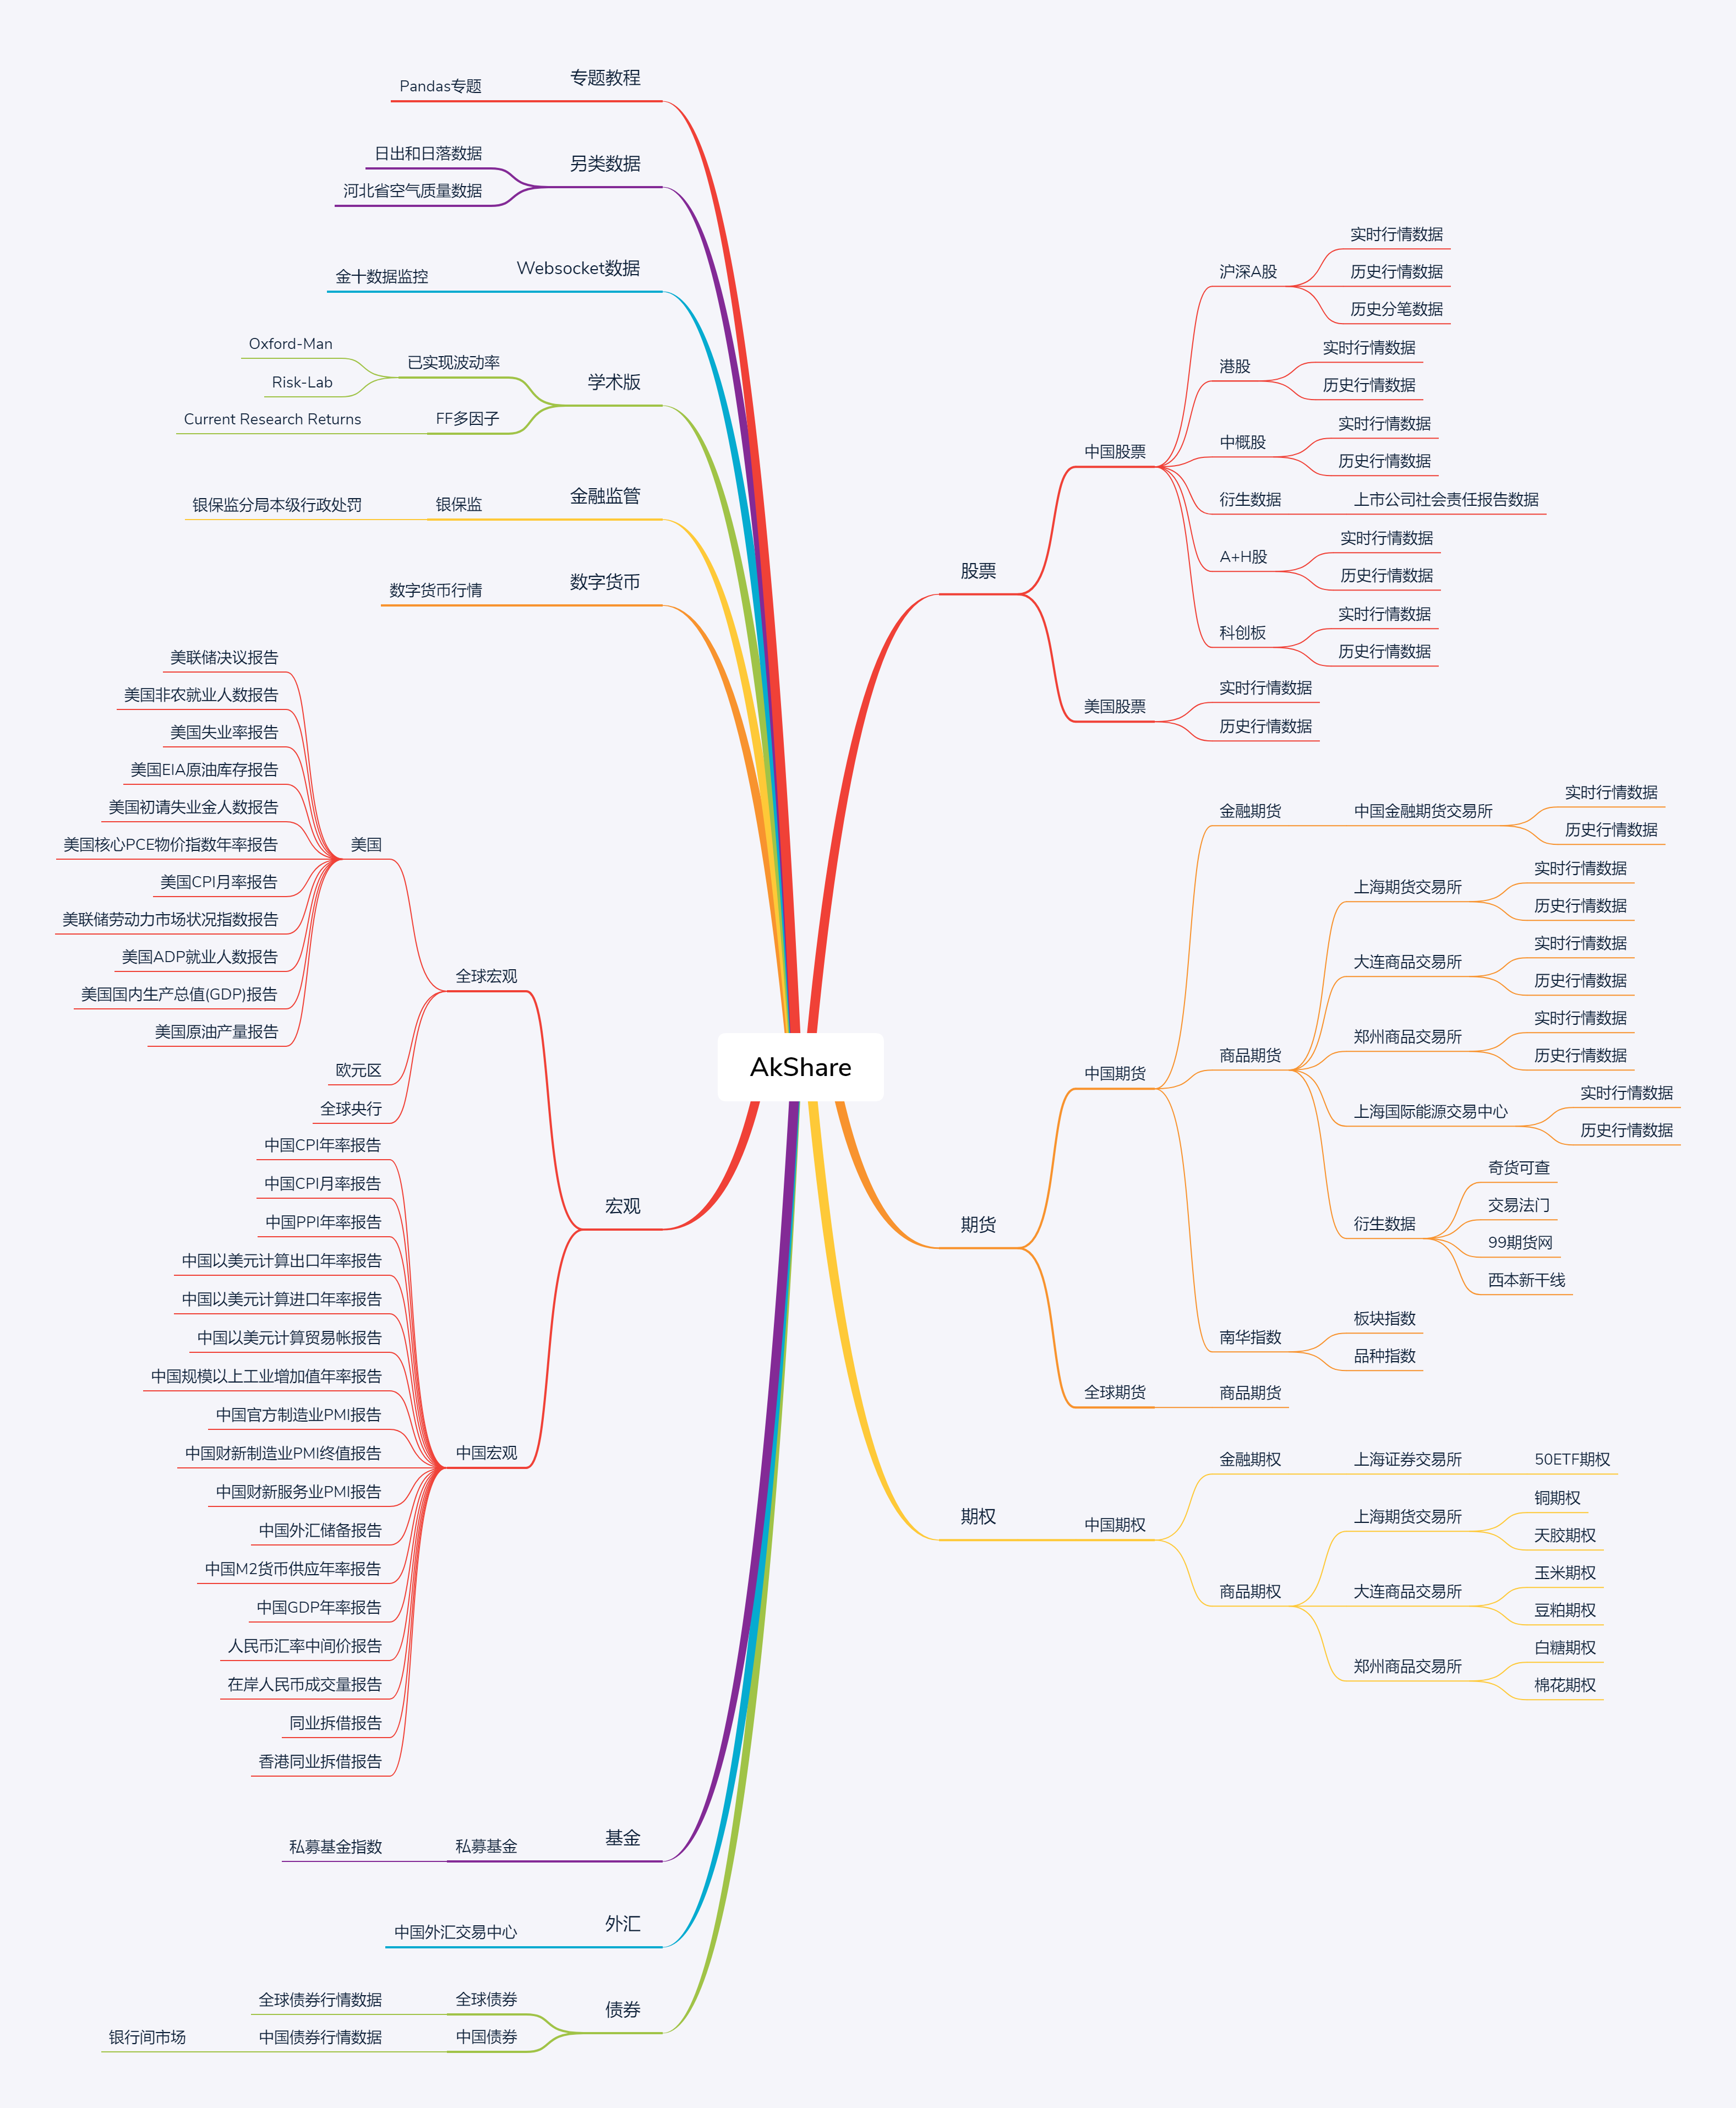 AkShare
股票
中国股票
沪深A股
实时行情数据
历史行情数据
历史分笔数据
港股
实时行情数据
历史行情数据
中概股
实时行情数据
历史行情数据
衍生数据
上市公司社会责任报告数据
A+H股
实时行情数据
历史行情数据
科创板
实时行情数据
历史行情数据
美国股票
实时行情数据
历史行情数据
期货
中国期货
金融期货
中国金融期货交易所
实时行情数据
历史行情数据
商品期货
上海期货交易所
实时行情数据
历史行情数据
大连商品交易所
实时行情数据
历史行情数据
郑州商品交易所
实时行情数据
历史行情数据
上海国际能源交易中心
实时行情数据
历史行情数据
衍生数据
奇货可查
交易法门
99期货网
西本新干线
南华指数
板块指数
品种指数
全球期货
商品期货
期权
中国期权
金融期权
上海证券交易所
50ETF期权
商品期权
上海期货交易所
铜期权
天胶期权
大连商品交易所
玉米期权
豆粕期权
郑州商品交易所
白糖期权
棉花期权
专题教程
Pandas专题
另类数据
日出和日落数据
河北省空气质量数据
Websocket数据
金十数据监控
学术版
已实现波动率
Oxford-Man
Risk-Lab
FF多因子
Current Research Returns
金融监管
银保监
银保监分局本级行政处罚
数字货币
数字货币行情
宏观
全球宏观
美国
美联储决议报告
美国非农就业人数报告
美国失业率报告
美国EIA原油库存报告
美国初请失业金人数报告
美国核心PCE物价指数年率报告
美国CPI月率报告
美联储劳动力市场状况指数报告
美国ADP就业人数报告
美国国内生产总值(GDP)报告
美国原油产量报告
欧元区
全球央行
中国宏观
中国CPI年率报告
中国CPI月率报告
中国PPI年率报告
中国以美元计算出口年率报告
中国以美元计算进口年率报告
中国以美元计算贸易帐报告
中国规模以上工业增加值年率报告
中国官方制造业PMI报告
中国财新制造业PMI终值报告
中国财新服务业PMI报告
中国外汇储备报告
中国M2货币供应年率报告
中国GDP年率报告
人民币汇率中间价报告
在岸人民币成交量报告
同业拆借报告
香港同业拆借报告
基金
私募基金
私募基金指数
外汇
中国外汇交易中心
债券
全球债券
全球债券行情数据
中国债券
中国债券行情数据
银行间市场